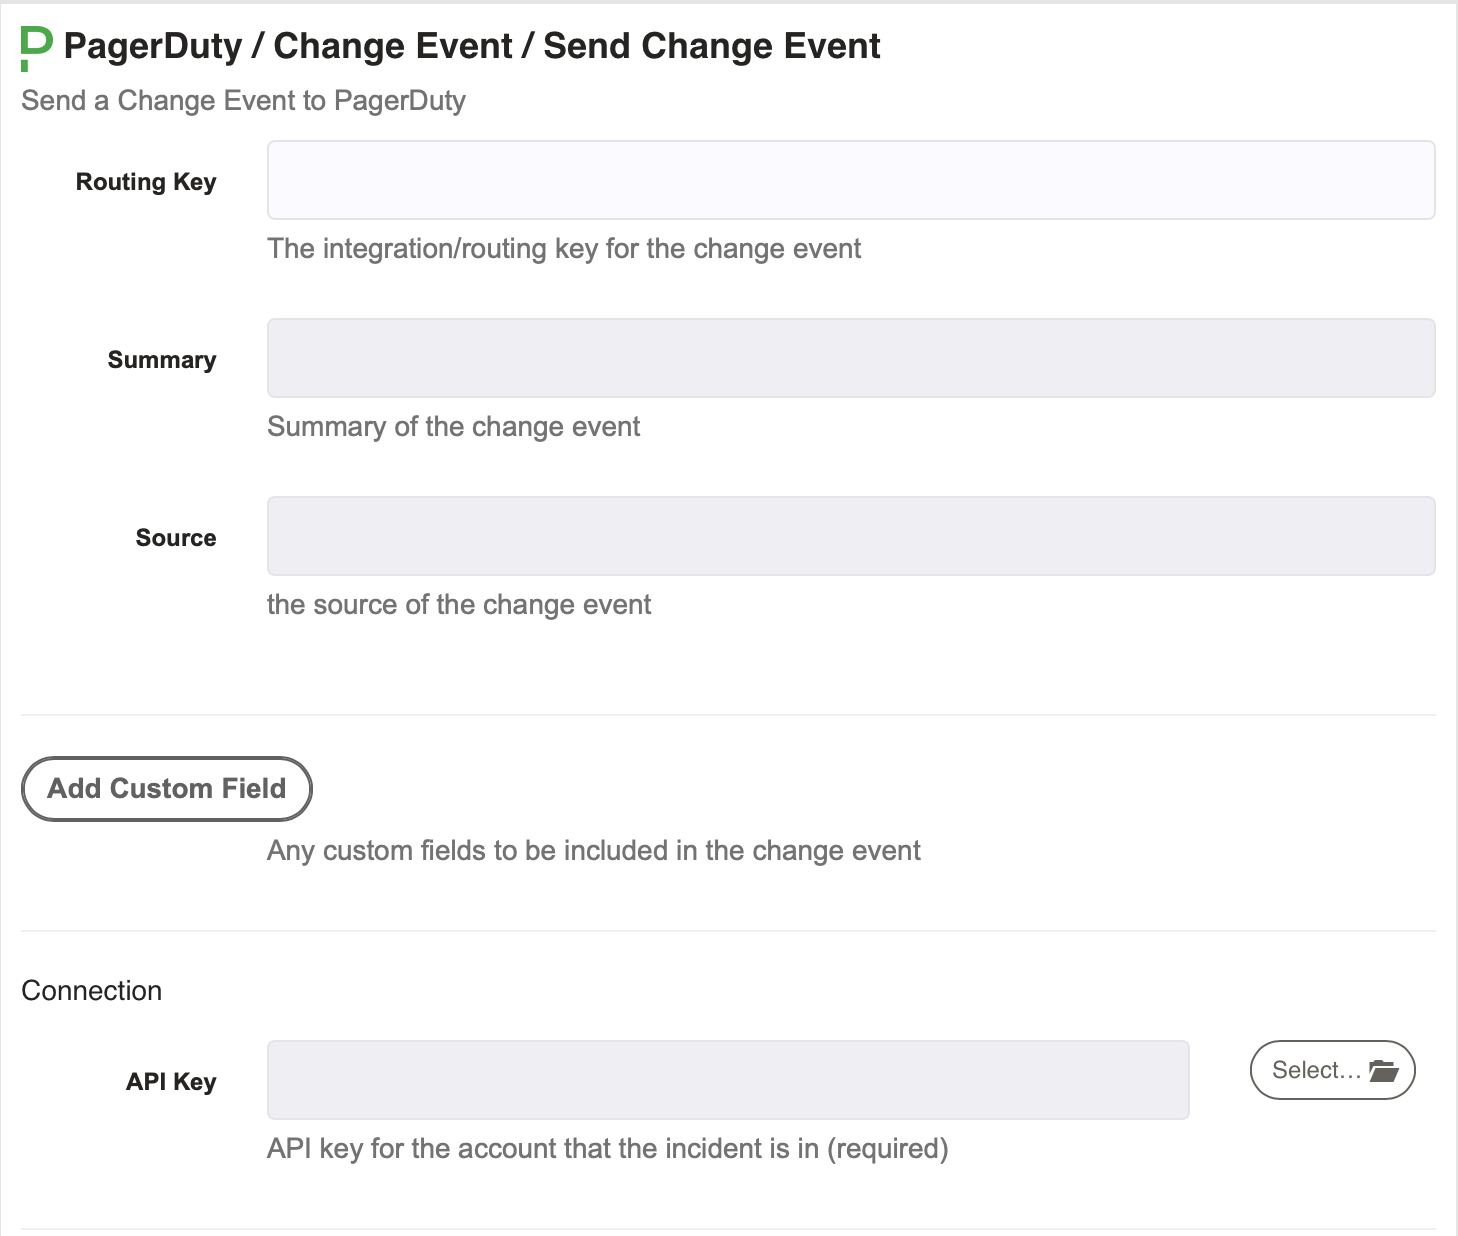 PagerDuty / Change Event / Send Change Event
Send a Change Event to PagerDuty
Routing Key
The integration/routing key for the change event
Summary
Summary of the change event
Source
the source of the change event
Add Custom Field
Any custom fields to be included in the change event
Connection
API Key
Select...
API key for the account that the incident is in (required)